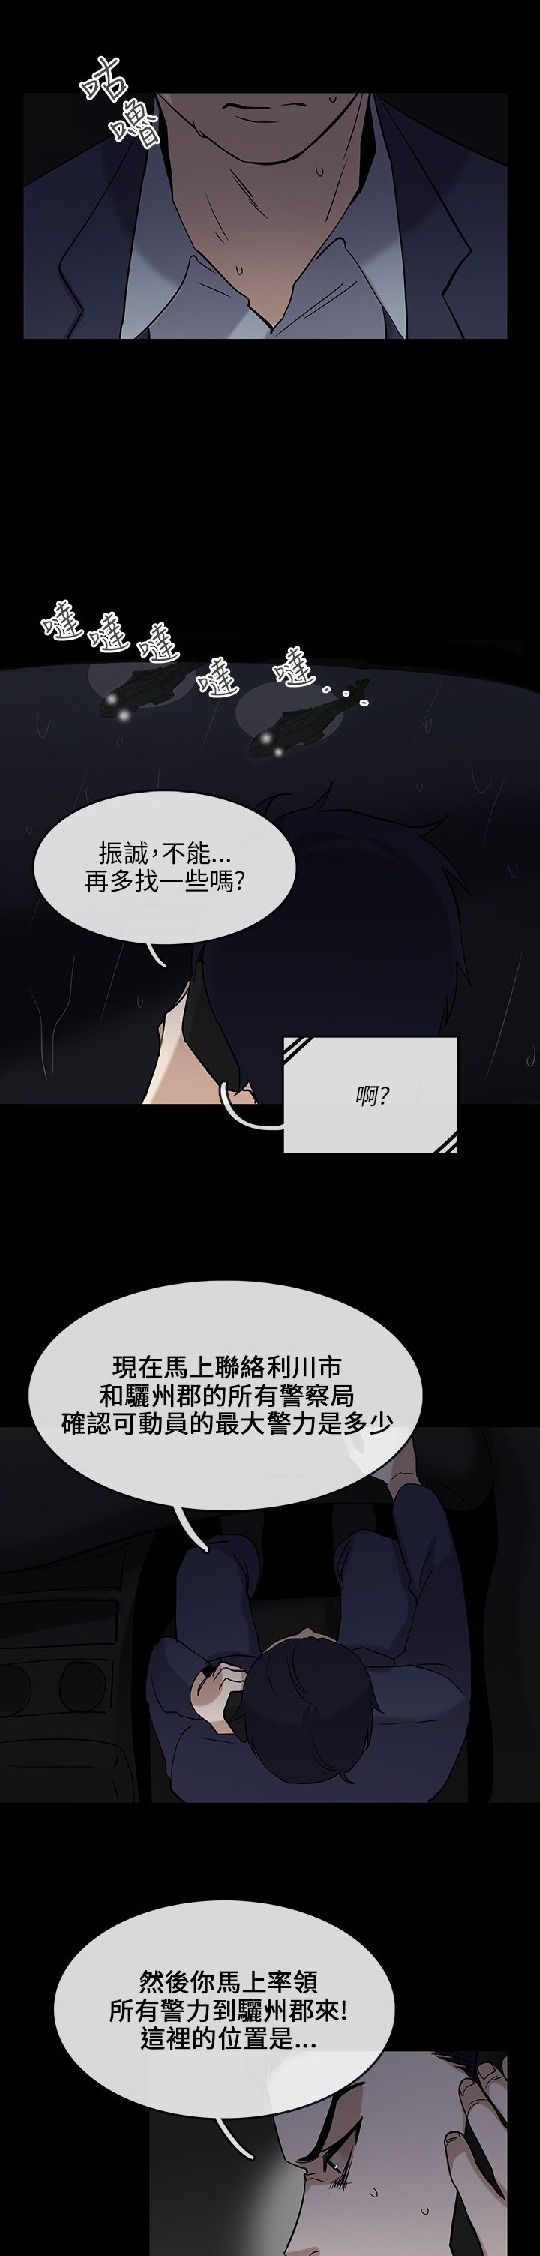 咕
嚕
噠 噠 噠 噠 噠...
振誠,不能...
再多找一些嗎?
啊?
現在馬上聯絡利川市
和驪州郡的所有警察局
確認可動員的最大警力是多少
然後你馬上率領
所有警力到驪州郡來!
這裡的位置是...